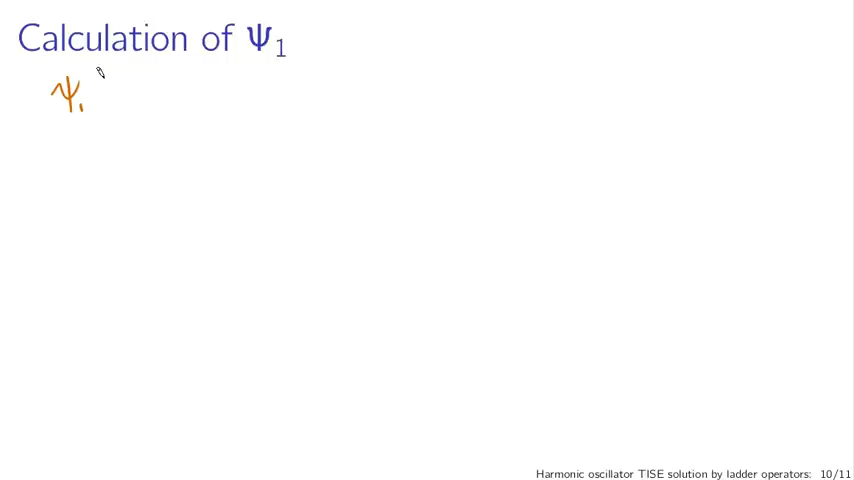 Calculation of Ψ₁
ψ₁
Harmonic oscillator TISE solution by ladder operators: 10/11